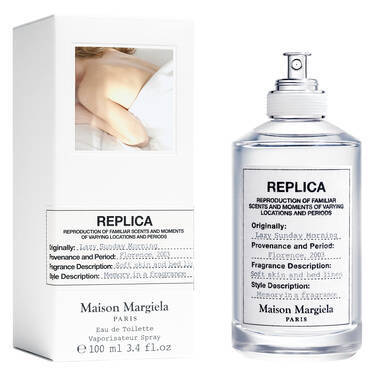 REPLICA
REPRODUCTION OF FAMILIAR SCENTS AND MOMENTS
OF VARYING LOCATIONS AND PERIODS
Originally: Lazy Sunday Morning
Provenance and Period: Florence, 2003
Fragrance Description: Soft skin and bed linen
Style Description: Memory in a fragrance
Maison Margiela
PARIS
Eau de Toilette
Vaporisateur Spray
℮ 100 ml 3.4 fl.oz
REPLICA
REPRODUCTION OF FAMILIAR
SCENTS AND MOMENTS OF VARYING
LOCATIONS AND PERIODS
Originally:
Lazy Sunday Morning
Provenance and Period:
Florence, 2003
Fragrance Description:
Soft skin and bed linen
Style Description:
Memory in a fragrance
Maison Margiela
PARIS